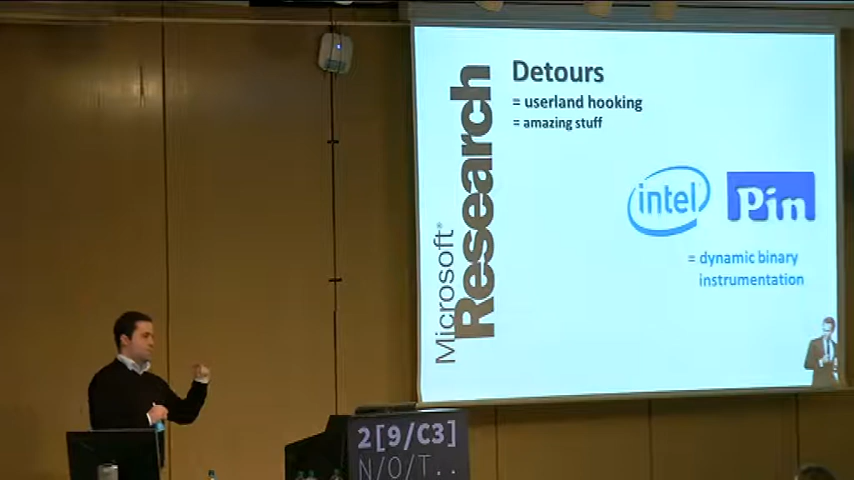 Detours
= userland hooking
= amazing stuff
Microsoft® Research
intel
Pin
= dynamic binary
instrumentation
2[9/C3]
N/O/T...